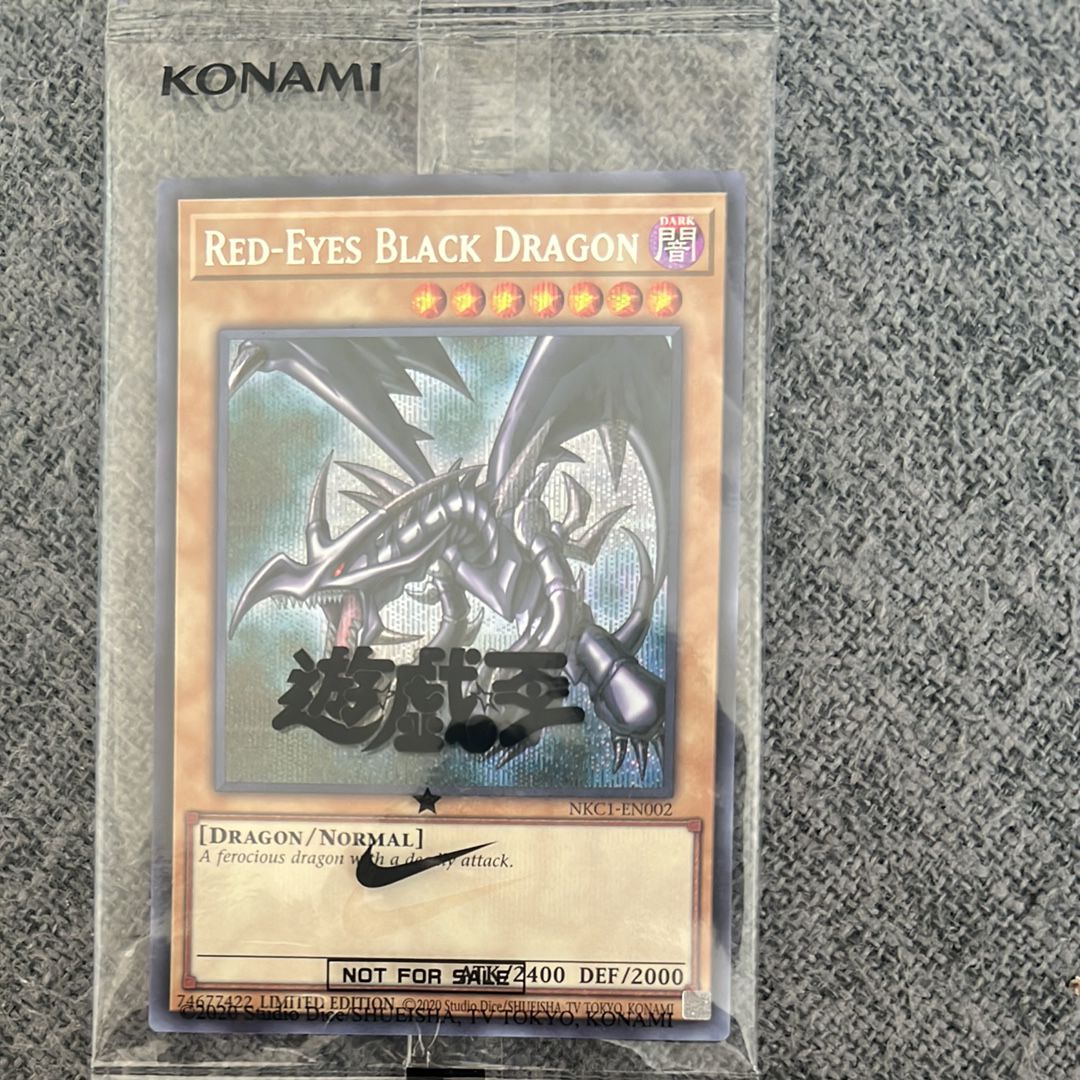 KONAMI
RED-EYES BLACK DRAGON
DARK
闇
遊戯王
NKC1-EN002
[DRAGON/NORMAL]
A ferocious dragon with a deadly attack.
NOT FOR SALE
ATK/2400 DEF/2000
74677422 LIMITED EDITION ©2020 Studio Dice/SHUEISHA, TV TOKYO, KONAMI
©2020 Studio Dice/SHUEISHA, TV TOKYO, KONAMI